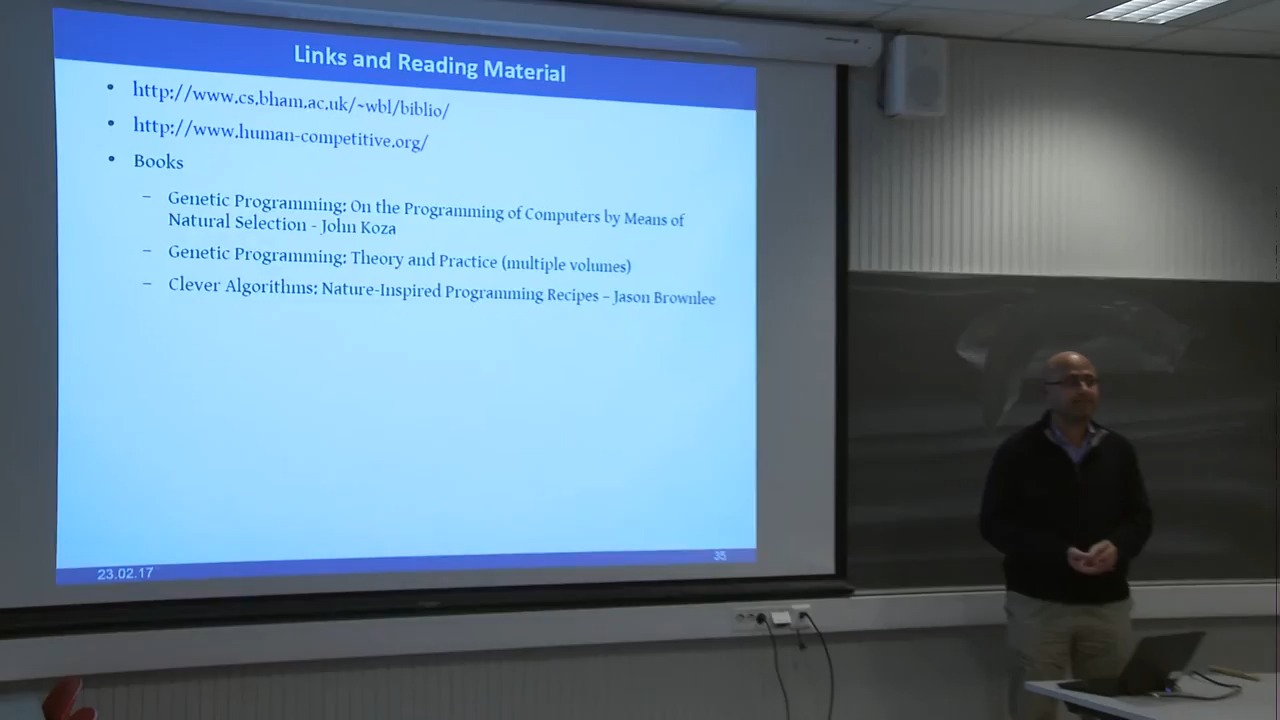 Links and Reading Material
• http://www.cs.bham.ac.uk/~wbl/biblio/
• http://www.human-competitive.org/
• Books
– Genetic Programming: On the Programming of Computers by Means of
Natural Selection - John Koza
– Genetic Programming: Theory and Practice (multiple volumes)
– Clever Algorithms: Nature-Inspired Programming Recipes – Jason Brownlee
23.02.17
35